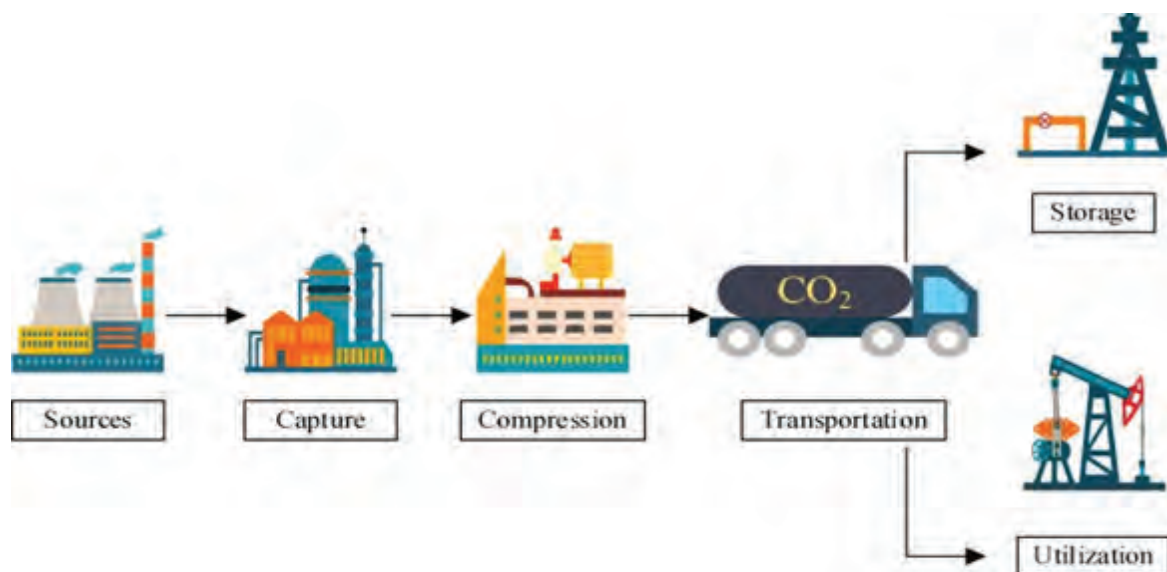 Storage
CO₂
Sources
Capture
Compression
Transportation
Utilization